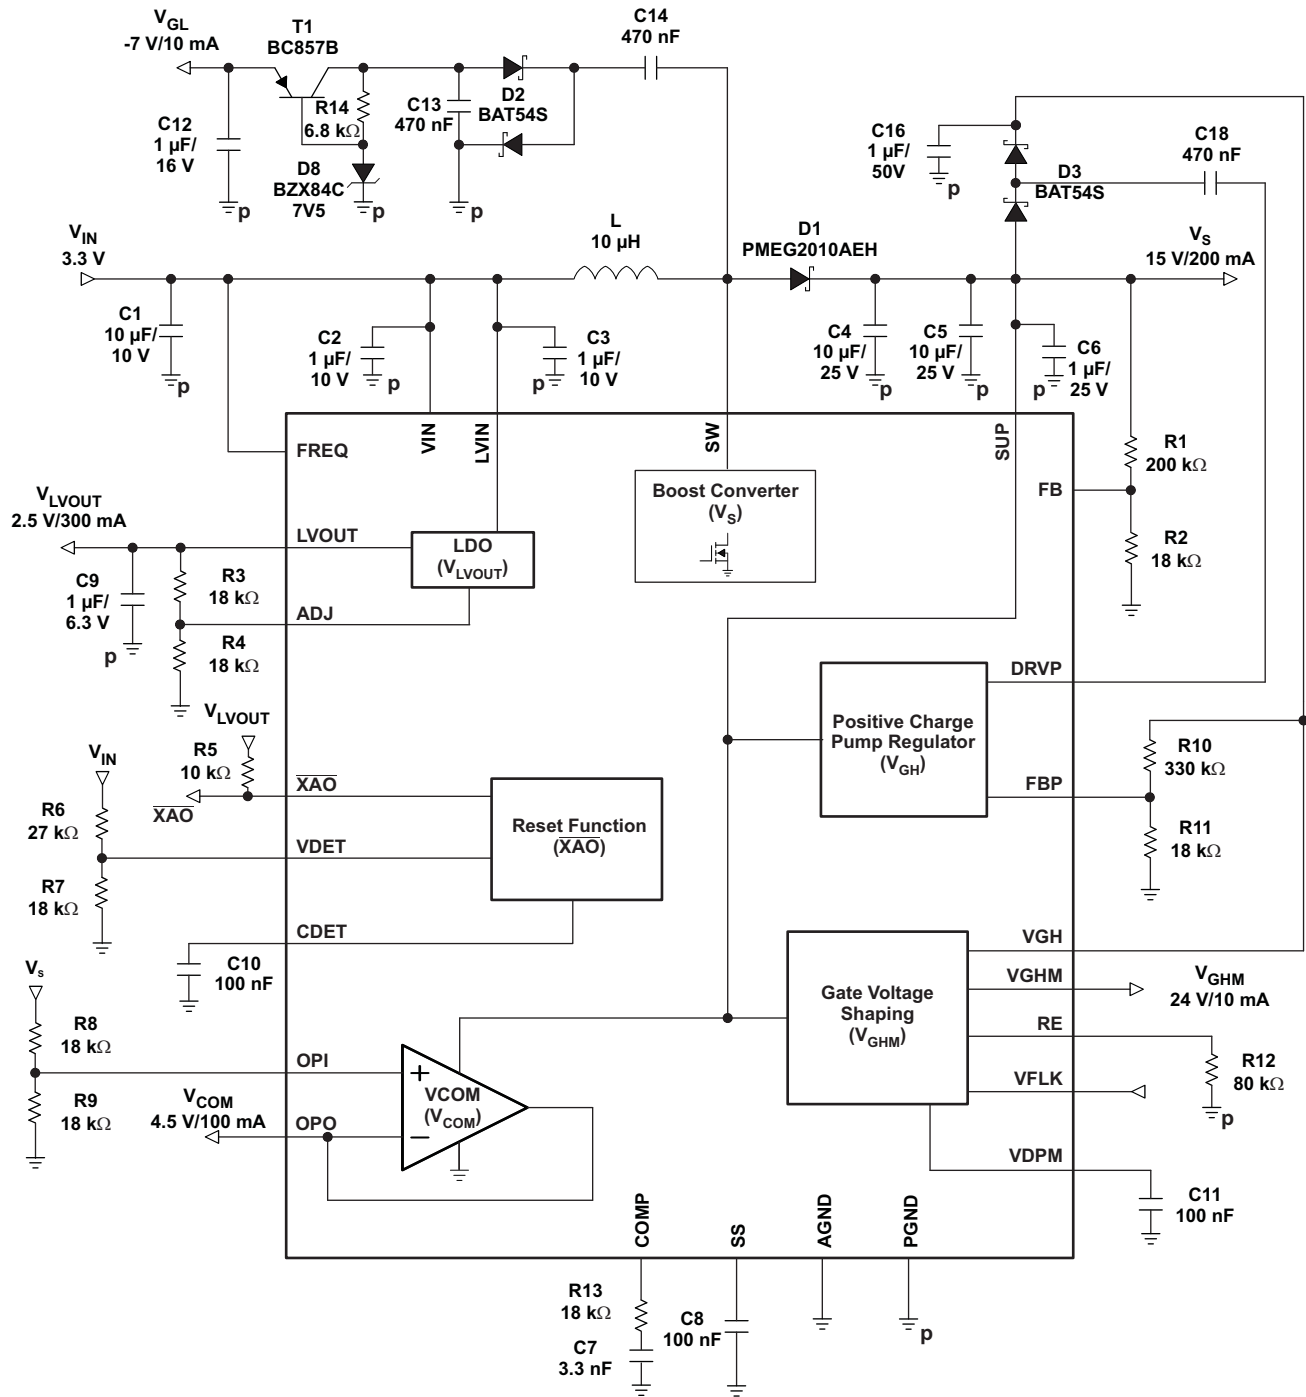 V_GL
-7 V/10 mA
T1
BC857B
C14
470 nF
R14
6.8 kΩ
C13
470 nF
D2
BAT54S
C12
1 µF/
16 V
D8
BZX84C
7V5
p
p
p
C16
1 µF/
50V
p
C18
470 nF
D3
BAT54S
V_IN
3.3 V
L
10 µH
D1
PMEG2010AEH
V_S
15 V/200 mA
C1
10 µF/
10 V
p
C2
1 µF/
10 V
p
C3
1 µF/
10 V
p
C4
10 µF/
25 V
p
C5
10 µF/
25 V
p
C6
1 µF/
25 V
p
FREQ
VIN
LVIN
SW
SUP
R1
200 kΩ
FB
R2
18 kΩ
Boost Converter
(V_S)
V_LVOUT
2.5 V/300 mA
LVOUT
LDO
(V_LVOUT)
C9
1 µF/
6.3 V
p
R3
18 kΩ
ADJ
R4
18 kΩ
DRVP
Positive Charge
Pump Regulator
(V_GH)
FBP
R10
330 kΩ
R11
18 kΩ
V_LVOUT
R5
10 kΩ
V_IN
X̅A̅O̅
X̅A̅O̅
R6
27 kΩ
VDET
Reset Function
(X̅A̅O̅)
R7
18 kΩ
CDET
C10
100 nF
VGH
VGHM
V_GHM
24 V/10 mA
Gate Voltage
Shaping
(V_GHM)
RE
R12
80 kΩ
p
VFLK
VDPM
C11
100 nF
V_s
R8
18 kΩ
OPI
R9
18 kΩ
V_COM
4.5 V/100 mA
OPO
+
VCOM
(V_COM)
−
COMP
SS
AGND
PGND
R13
18 kΩ
C7
3.3 nF
C8
100 nF
p